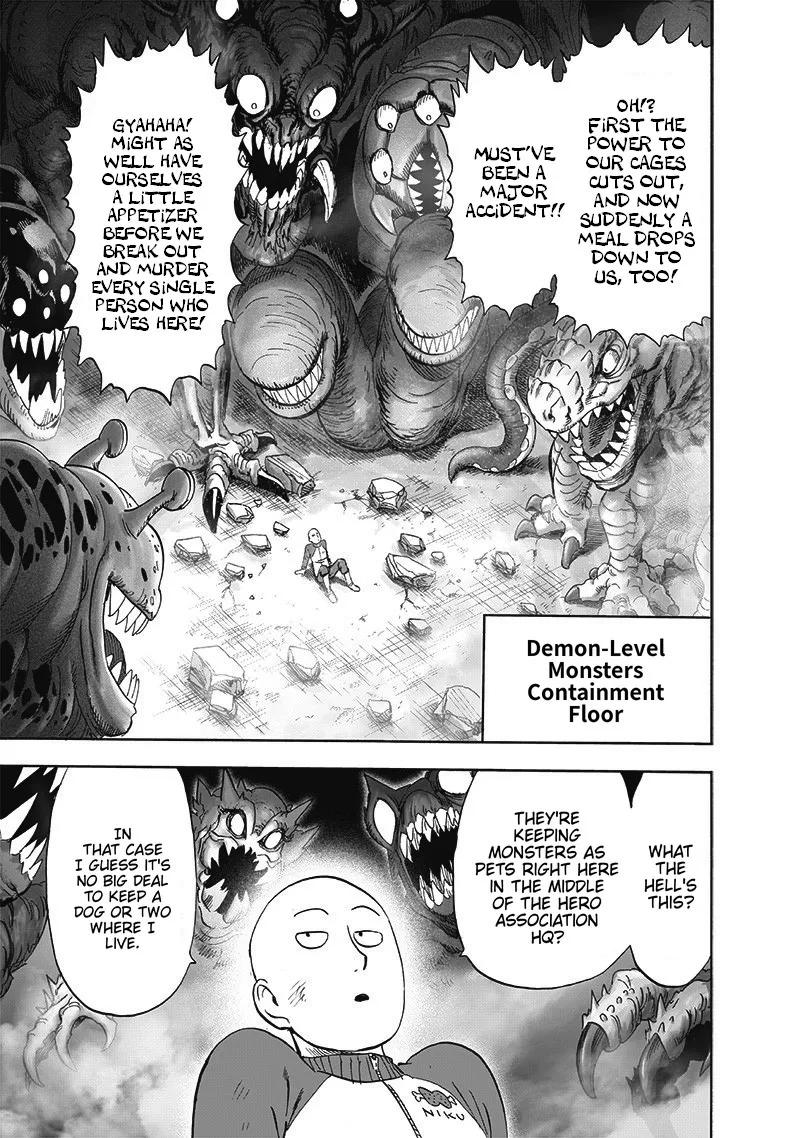 OH!?
FIRST THE
POWER TO
OUR CAGES
CUTS OUT,
AND NOW
SUDDENLY A
MEAL DROPS
DOWN TO
US, TOO!
MUST'VE
BEEN A
MAJOR
ACCIDENT!!
GYAHAHA!
MIGHT AS
WELL HAVE
OURSELVES
A LITTLE
APPETIZER
BEFORE WE
BREAK OUT
AND MURDER
EVERY SINGLE
PERSON WHO
LIVES HERE!
Demon-Level
Monsters
Containment
Floor
WHAT
THE
HELL'S
THIS?
THEY'RE
KEEPING
MONSTERS AS
PETS RIGHT HERE
IN THE MIDDLE
OF THE HERO
ASSOCIATION
HQ?
IN
THAT CASE
I GUESS IT'S
NO BIG DEAL
TO KEEP A
DOG OR TWO
WHERE I
LIVE.
NIKU